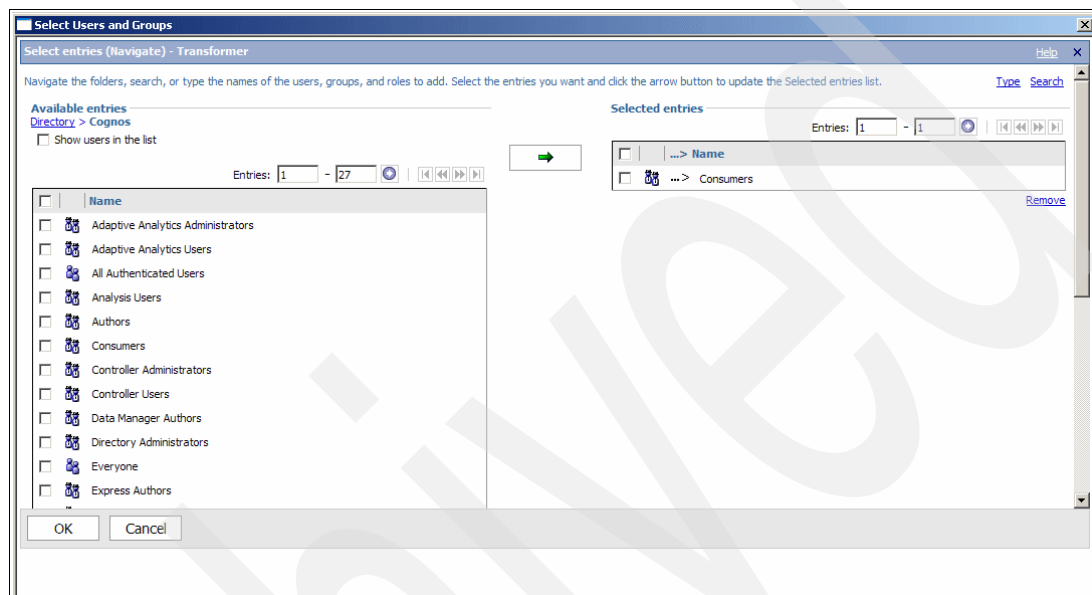 Select Users and Groups
Select entries (Navigate) - Transformer
Help
Navigate the folders, search, or type the names of the users, groups, and roles to add. Select the entries you want and click the arrow button to update the Selected entries list.
Type Search
Available entries
Directory > Cognos
Show users in the list
Entries: 1 - 27
Name
Adaptive Analytics Administrators
Adaptive Analytics Users
All Authenticated Users
Analysis Users
Authors
Consumers
Controller Administrators
Controller Users
Data Manager Authors
Directory Administrators
Everyone
Express Authors
Selected entries
Entries: 1 - 1
...> Name
...> Consumers
Remove
OK Cancel